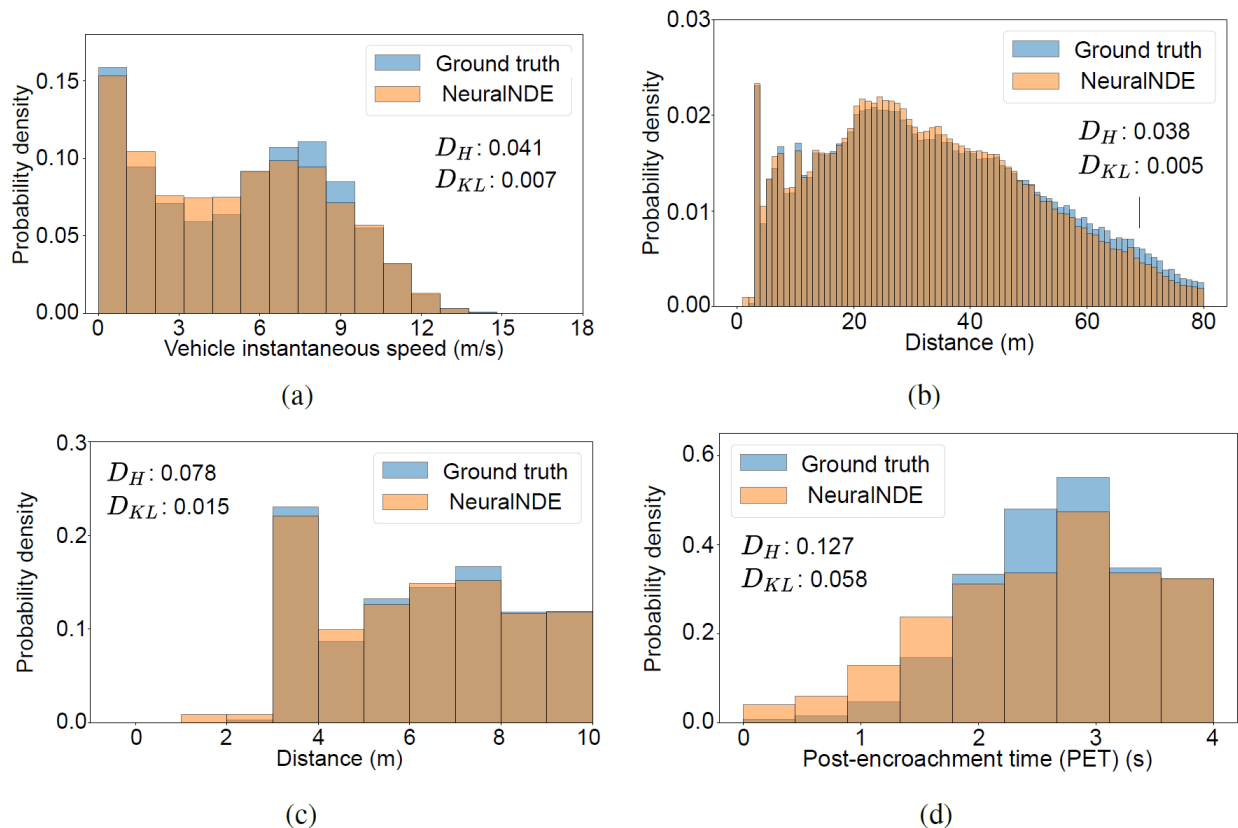 Probability density
0.15
0.10
0.05
0.00
0 3 6 9 12 15 18
Vehicle instantaneous speed (m/s)
Ground truth
NeuralNDE
D_H: 0.041
D_KL: 0.007
(a)
Probability density
0.03
0.02
0.01
0.00
0 20 40 60 80
Distance (m)
Ground truth
NeuralNDE
D_H: 0.038
D_KL: 0.005
(b)
Probability density
0.3
0.2
0.1
0.0
0 2 4 6 8 10
Distance (m)
D_H: 0.078
D_KL: 0.015
Ground truth
NeuralNDE
(c)
Probability density
0.6
0.4
0.2
0.0
0 1 2 3 4
Post-encroachment time (PET) (s)
Ground truth
NeuralNDE
D_H: 0.127
D_KL: 0.058
(d)